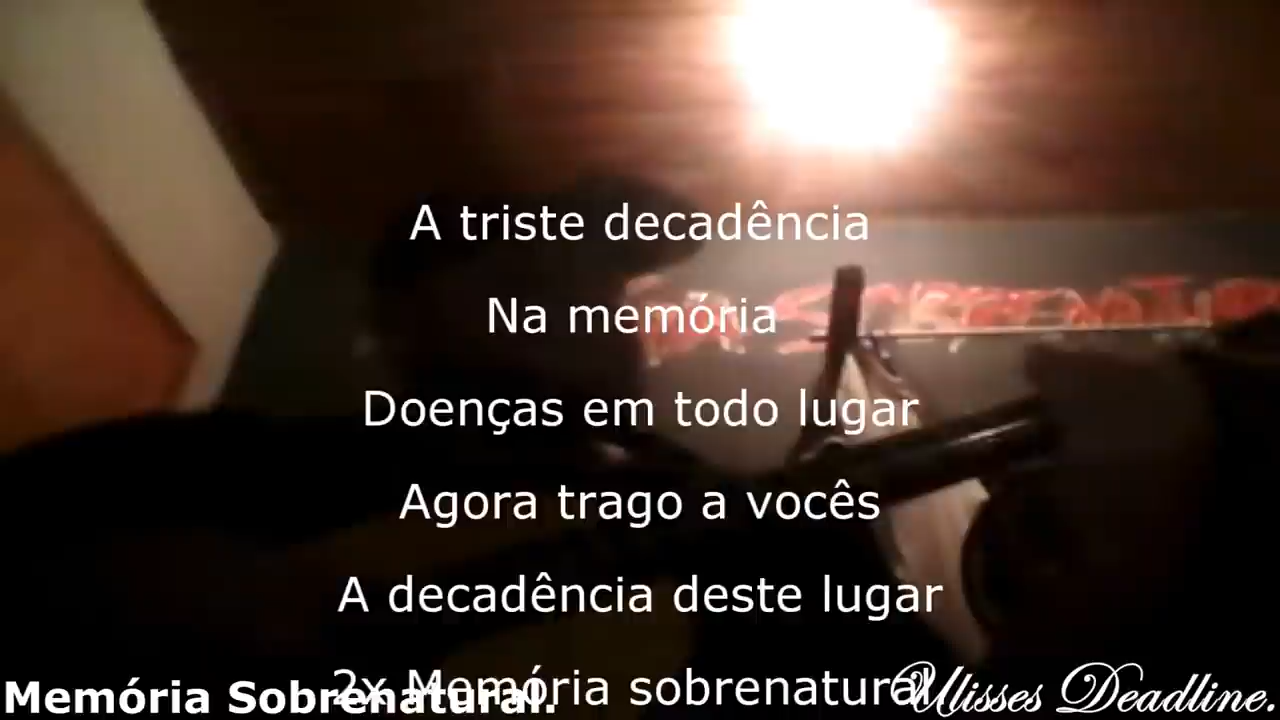 A triste decadência
Na memória
Doenças em todo lugar
Agora trago a vocês
A decadência deste lugar
2x Memória sobrenatural
Memória Sobrenatural.
Ulisses Deadline.